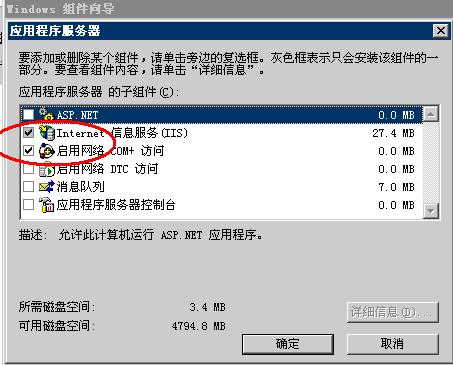 Windows 组件向导
应用程序服务器
要添加或删除某个组件，请单击旁边的复选框。灰色框表示只会安装该组件的一
部分。要查看组件内容，请单击“详细信息”。
应用程序服务器 的子组件(C):
ASP.NET 0.0 MB
Internet 信息服务(IIS) 27.4 MB
启用网络 COM+ 访问 0.0 MB
启用网络 DTC 访问 0.0 MB
消息队列 7.0 MB
应用程序服务器控制台 0.0 MB
描述: 允许此计算机运行 ASP.NET 应用程序。
所需磁盘空间: 3.4 MB
可用磁盘空间: 4794.8 MB
详细信息(D)...
确定
取消